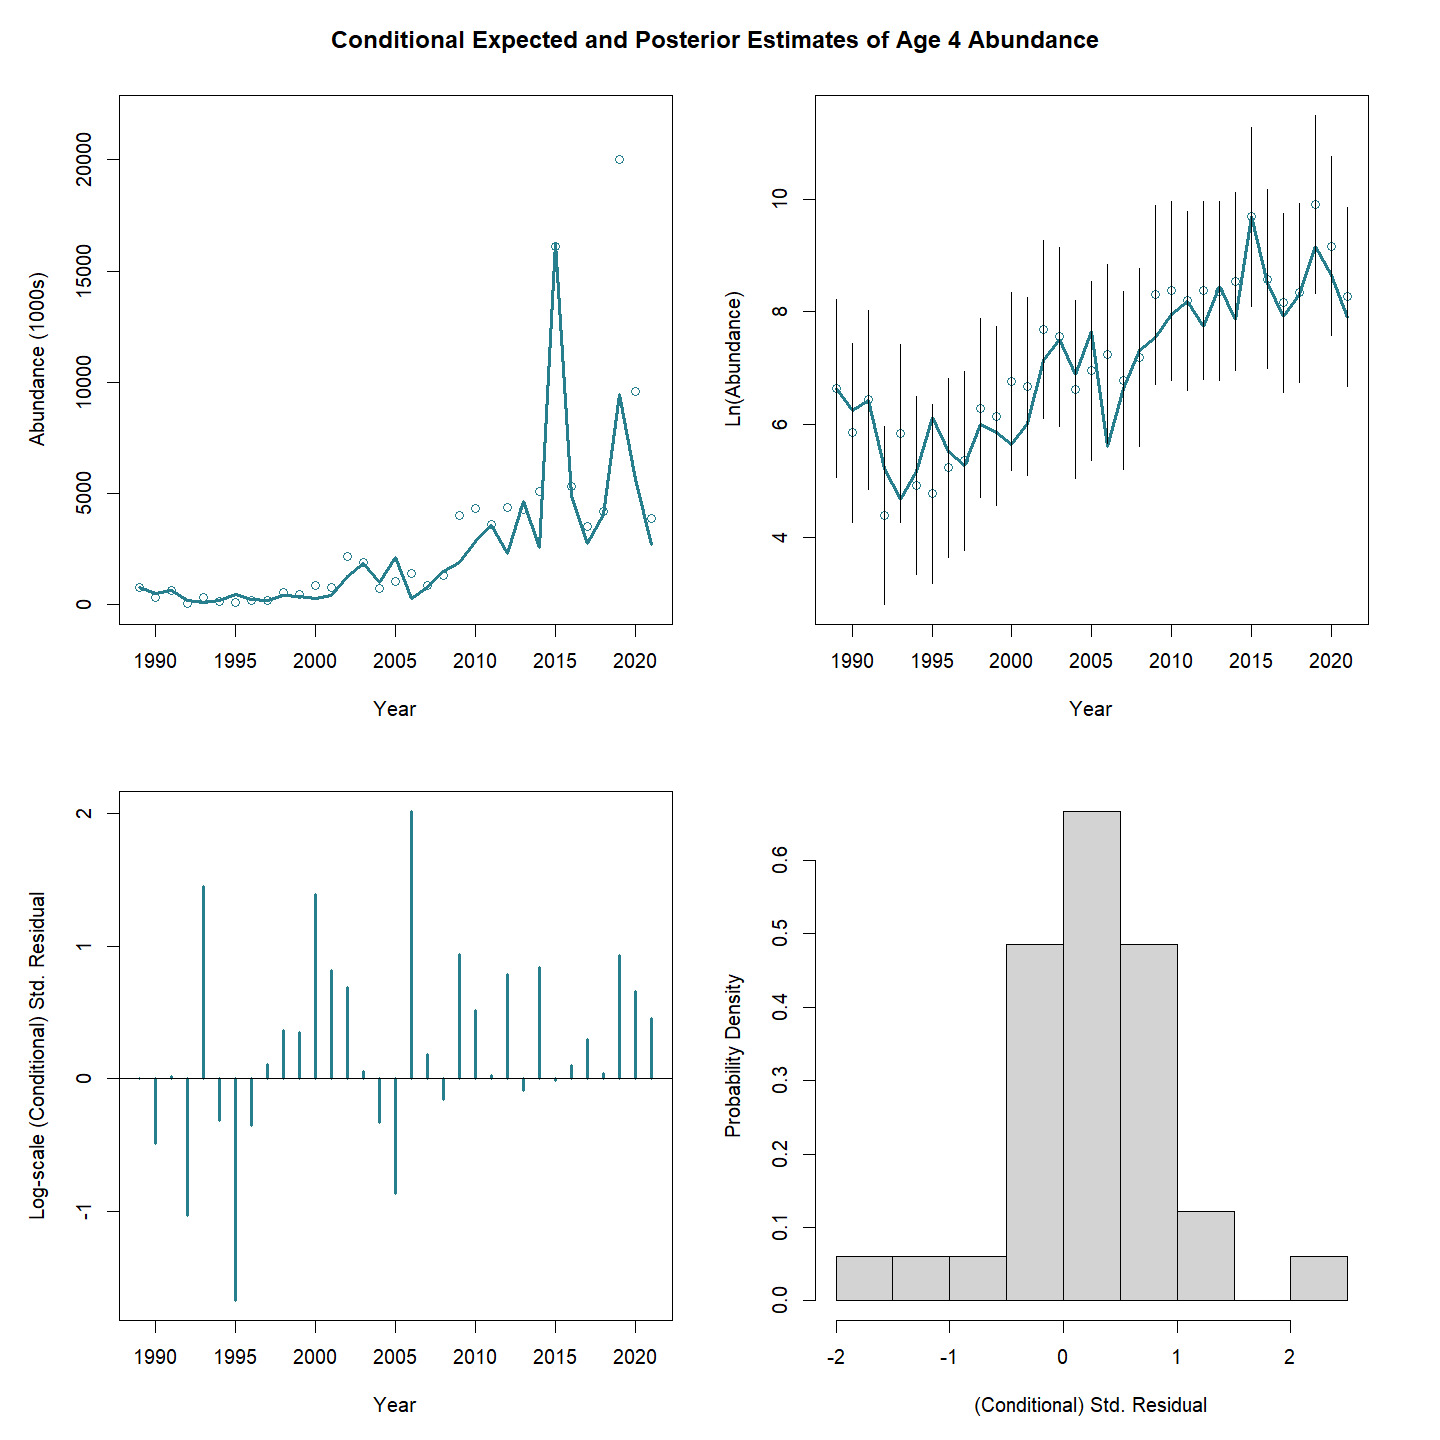 Conditional Expected and Posterior Estimates of Age 4 Abundance
Abundance (1000s)
0
5000
10000
15000
20000
1990 1995 2000 2005 2010 2015 2020
Year
Ln(Abundance)
4
6
8
10
1990 1995 2000 2005 2010 2015 2020
Year
Log-scale (Conditional) Std. Residual
-1
0
1
2
1990 1995 2000 2005 2010 2015 2020
Year
Probability Density
0.0
0.1
0.2
0.3
0.4
0.5
0.6
-2 -1 0 1 2
(Conditional) Std. Residual